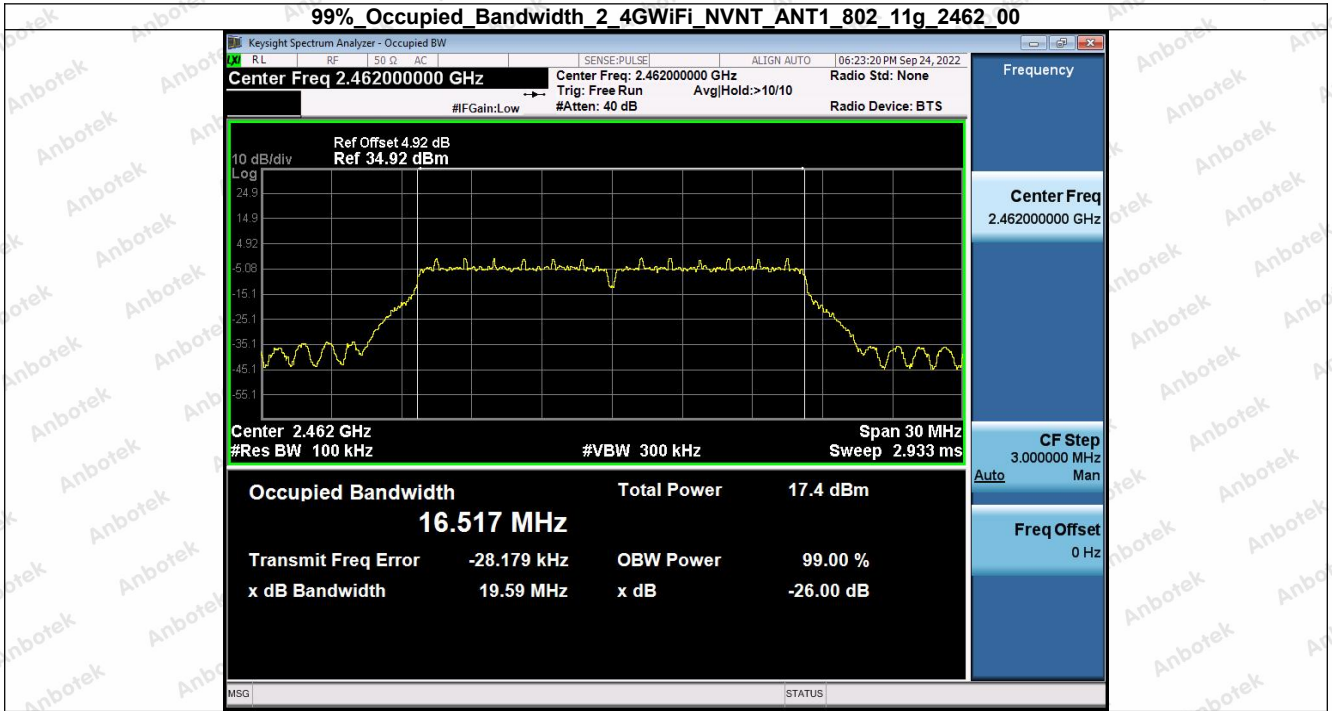 99%_Occupied_Bandwidth_2_4GWiFi_NVNT_ANT1_802_11g_2462_00
Keysight Spectrum Analyzer - Occupied BW
LXI RL RF 50 Ω AC SENSE:PULSE ALIGN AUTO 06:23:20 PM Sep 24, 2022
Center Freq 2.462000000 GHz
Center Freq: 2.462000000 GHz Radio Std: None
Trig: Free Run Avg|Hold:>10/10
#IFGain:Low #Atten: 40 dB Radio Device: BTS
Ref Offset 4.92 dB
10 dB/div Ref 34.92 dBm
Log
24.9
14.9
4.92
-5.08
-15.1
-25.1
-35.1
-45.1
-55.1
Center 2.462 GHz Span 30 MHz
#Res BW 100 kHz #VBW 300 kHz Sweep 2.933 ms
Occupied Bandwidth Total Power 17.4 dBm
16.517 MHz
Transmit Freq Error -28.179 kHz OBW Power 99.00 %
x dB Bandwidth 19.59 MHz x dB -26.00 dB
MSG STATUS
Frequency
Center Freq
2.462000000 GHz
CF Step
3.000000 MHz
Auto Man
Freq Offset
0 Hz
Anbotek